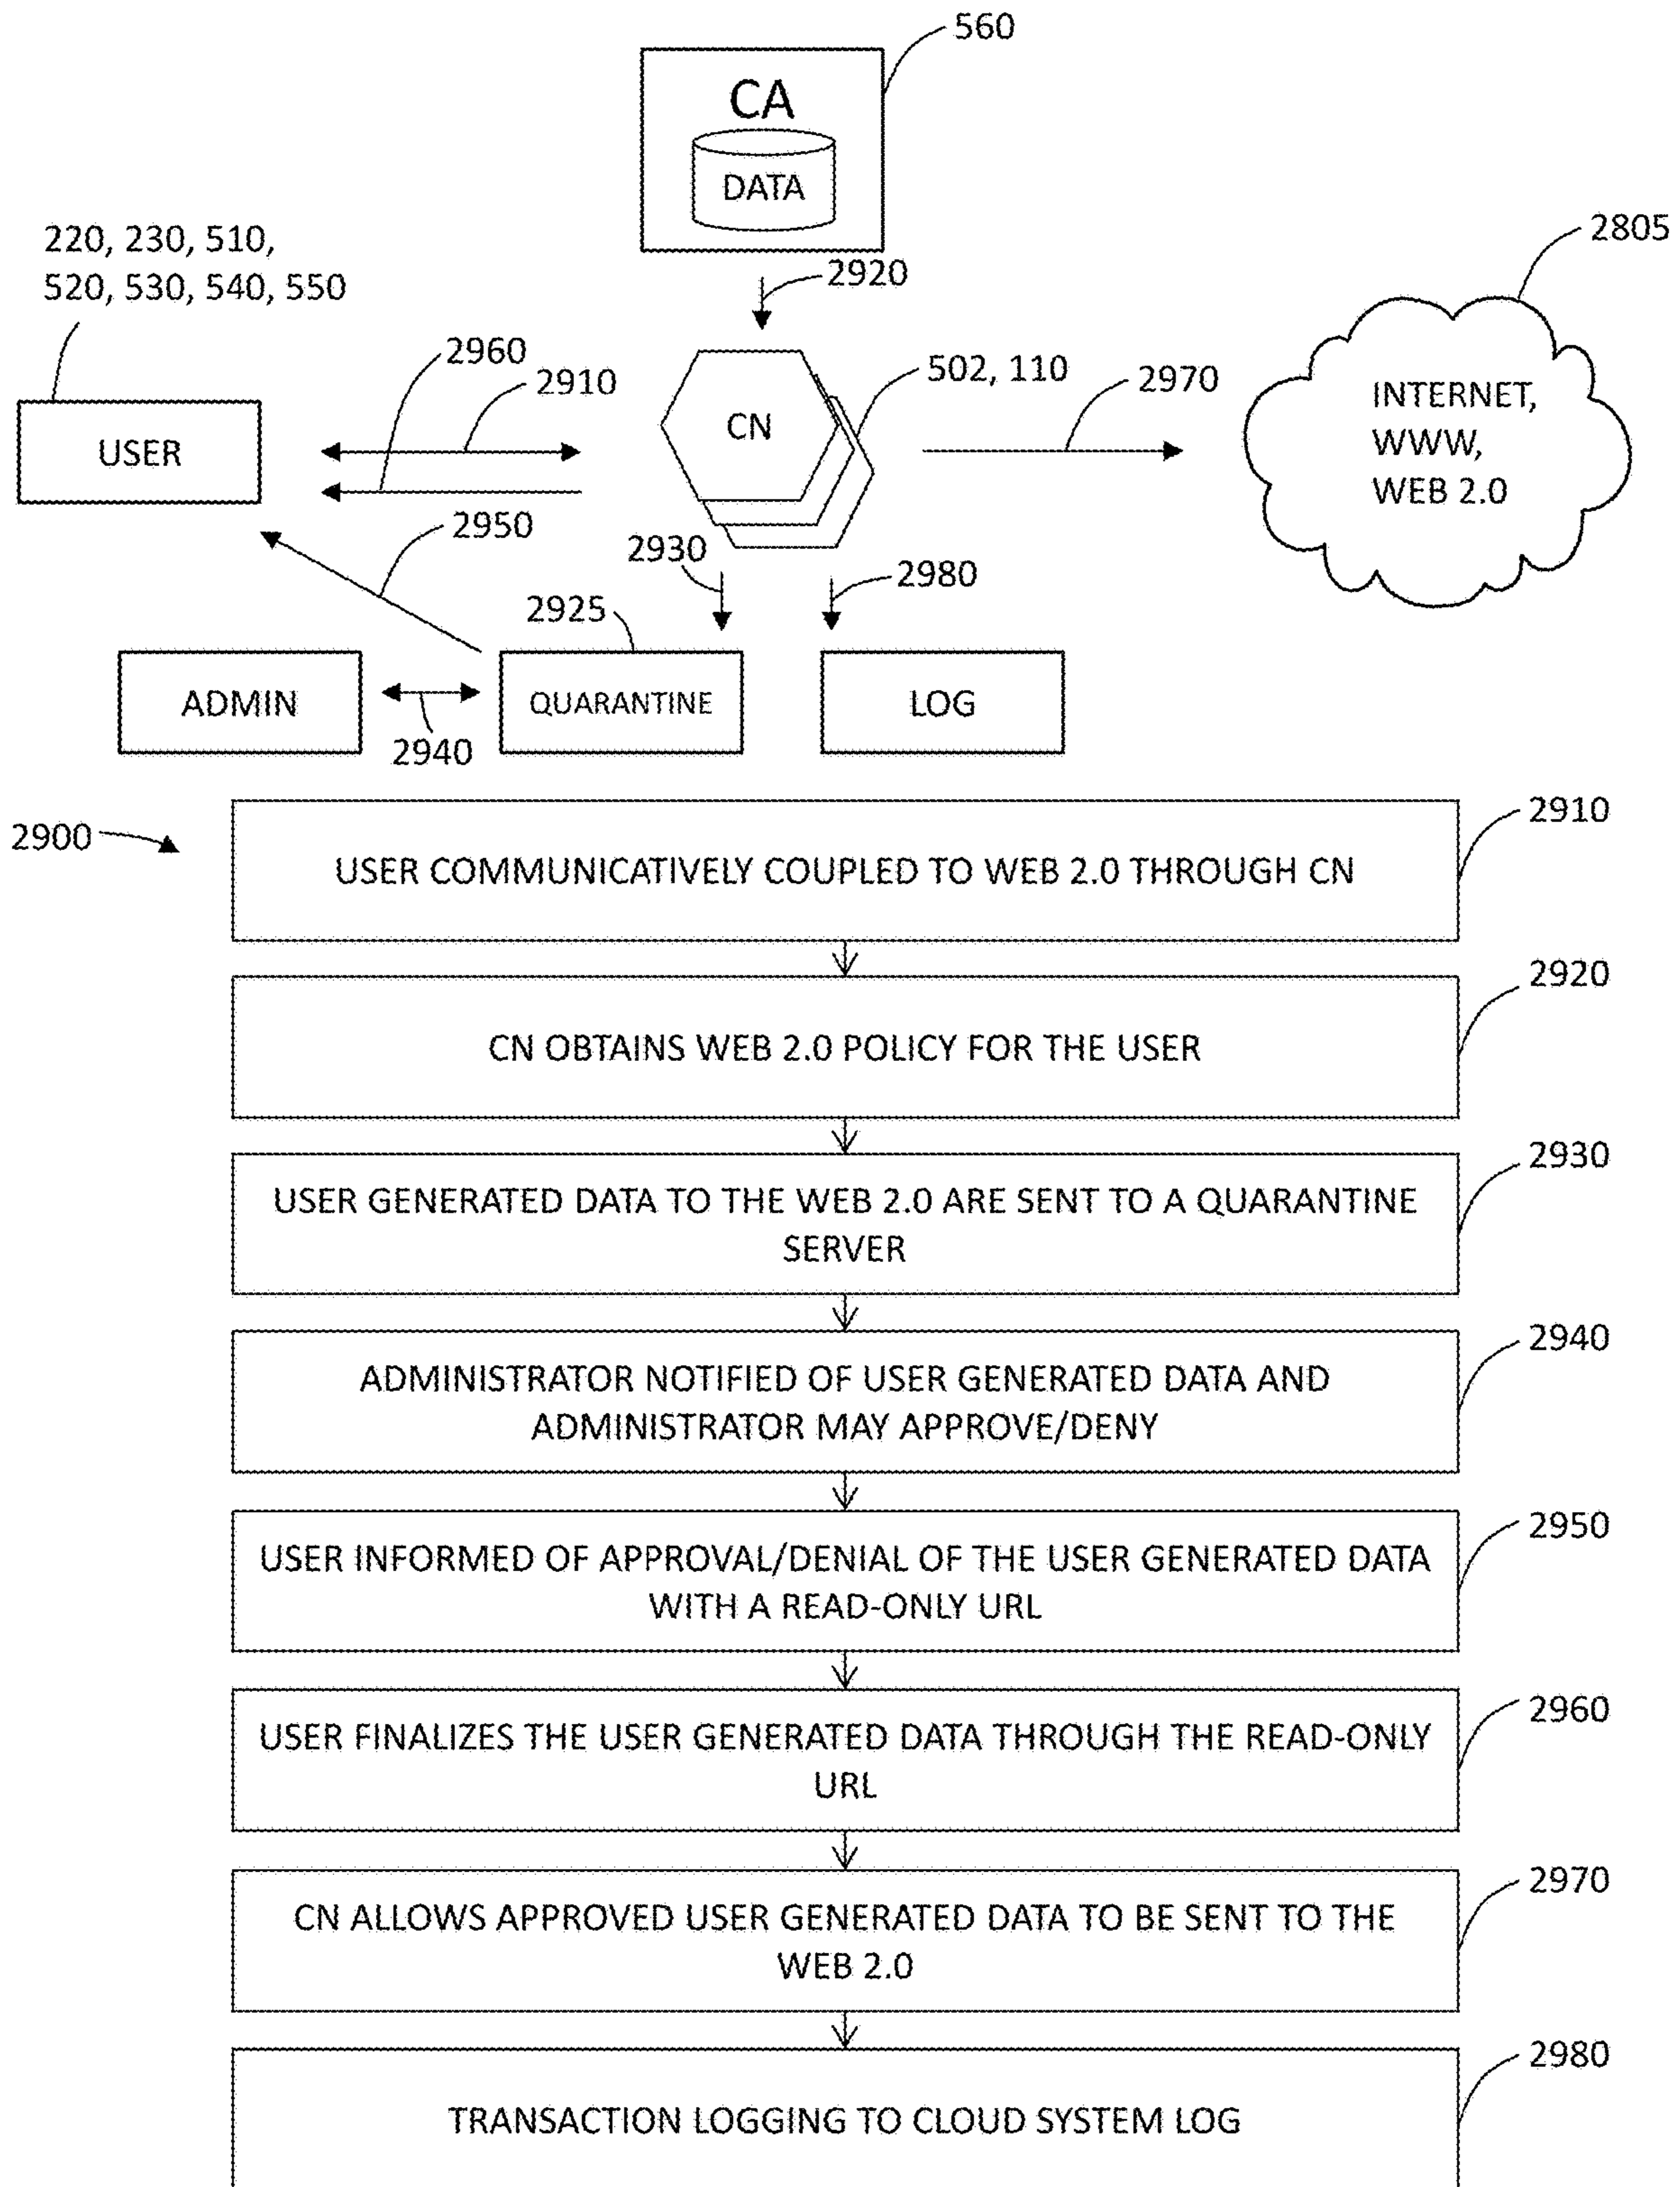 560
CA
DATA
2920
220, 230, 510,
520, 530, 540, 550
2805
2960
2910
502, 110
2970
USER
CN
INTERNET,
WWW,
WEB 2.0
2950
2930
2980
2925
ADMIN
QUARANTINE
LOG
2940
2900
2910
USER COMMUNICATIVELY COUPLED TO WEB 2.0 THROUGH CN
2920
CN OBTAINS WEB 2.0 POLICY FOR THE USER
2930
USER GENERATED DATA TO THE WEB 2.0 ARE SENT TO A QUARANTINE
SERVER
2940
ADMINISTRATOR NOTIFIED OF USER GENERATED DATA AND
ADMINISTRATOR MAY APPROVE/DENY
2950
USER INFORMED OF APPROVAL/DENIAL OF THE USER GENERATED DATA
WITH A READ-ONLY URL
2960
USER FINALIZES THE USER GENERATED DATA THROUGH THE READ-ONLY
URL
2970
CN ALLOWS APPROVED USER GENERATED DATA TO BE SENT TO THE
WEB 2.0
2980
TRANSACTION LOGGING TO CLOUD SYSTEM LOG